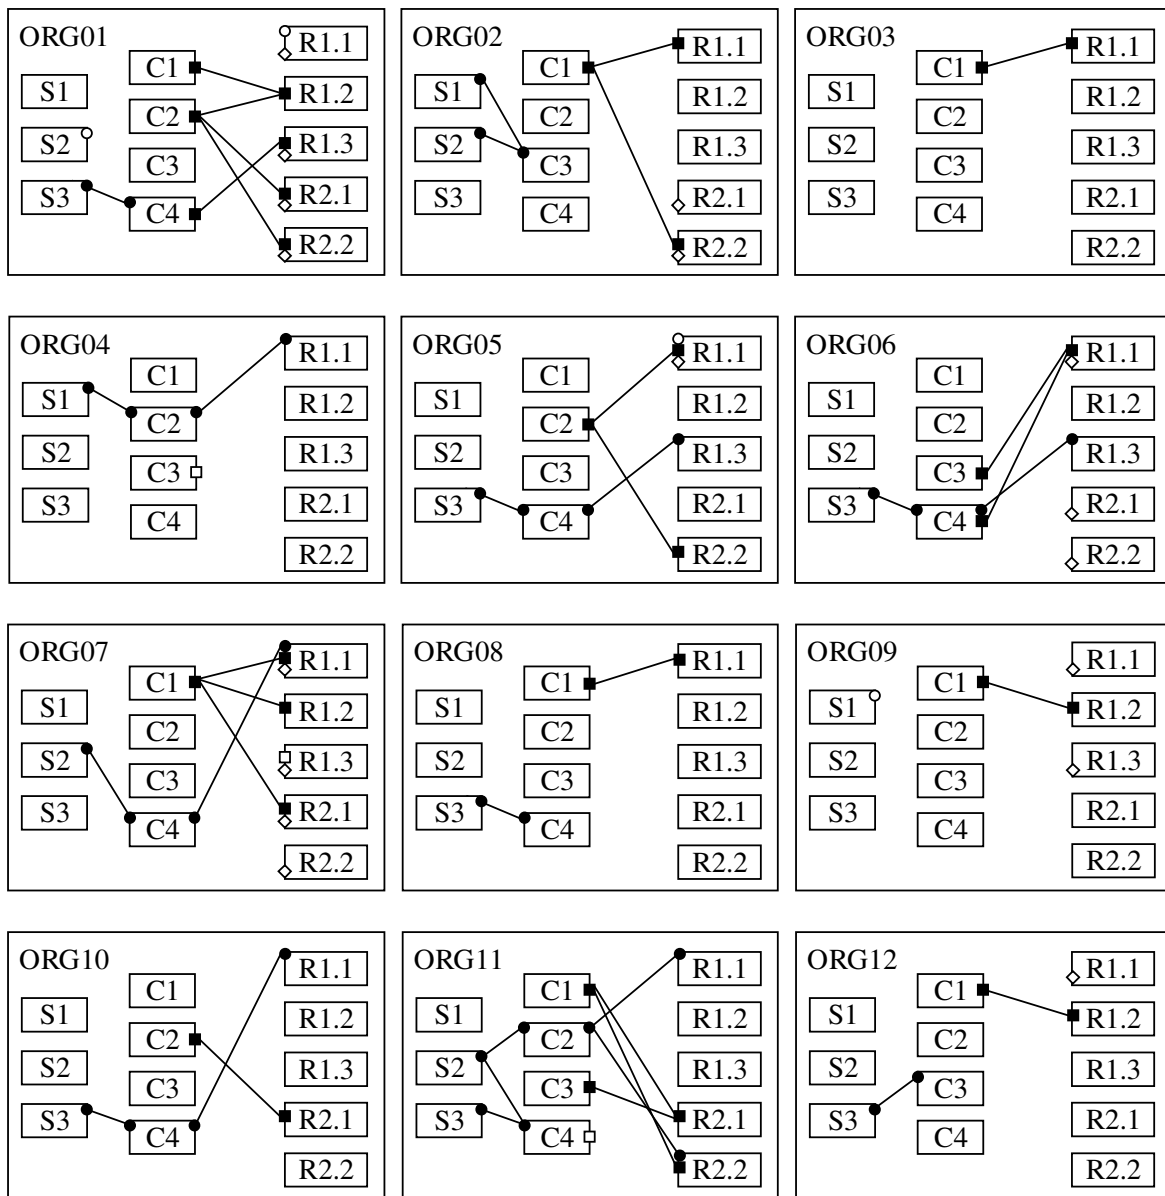 ORG01
S1
S2
S3
C1
C2
C3
C4
R1.1
R1.2
R1.3
R2.1
R2.2
ORG02
S1
S2
S3
C1
C2
C3
C4
R1.1
R1.2
R1.3
R2.1
R2.2
ORG03
S1
S2
S3
C1
C2
C3
C4
R1.1
R1.2
R1.3
R2.1
R2.2
ORG04
S1
S2
S3
C1
C2
C3
C4
R1.1
R1.2
R1.3
R2.1
R2.2
ORG05
S1
S2
S3
C1
C2
C3
C4
R1.1
R1.2
R1.3
R2.1
R2.2
ORG06
S1
S2
S3
C1
C2
C3
C4
R1.1
R1.2
R1.3
R2.1
R2.2
ORG07
S1
S2
S3
C1
C2
C3
C4
R1.1
R1.2
R1.3
R2.1
R2.2
ORG08
S1
S2
S3
C1
C2
C3
C4
R1.1
R1.2
R1.3
R2.1
R2.2
ORG09
S1
S2
S3
C1
C2
C3
C4
R1.1
R1.2
R1.3
R2.1
R2.2
ORG10
S1
S2
S3
C1
C2
C3
C4
R1.1
R1.2
R1.3
R2.1
R2.2
ORG11
S1
S2
S3
C1
C2
C3
C4
R1.1
R1.2
R1.3
R2.1
R2.2
ORG12
S1
S2
S3
C1
C2
C3
C4
R1.1
R1.2
R1.3
R2.1
R2.2